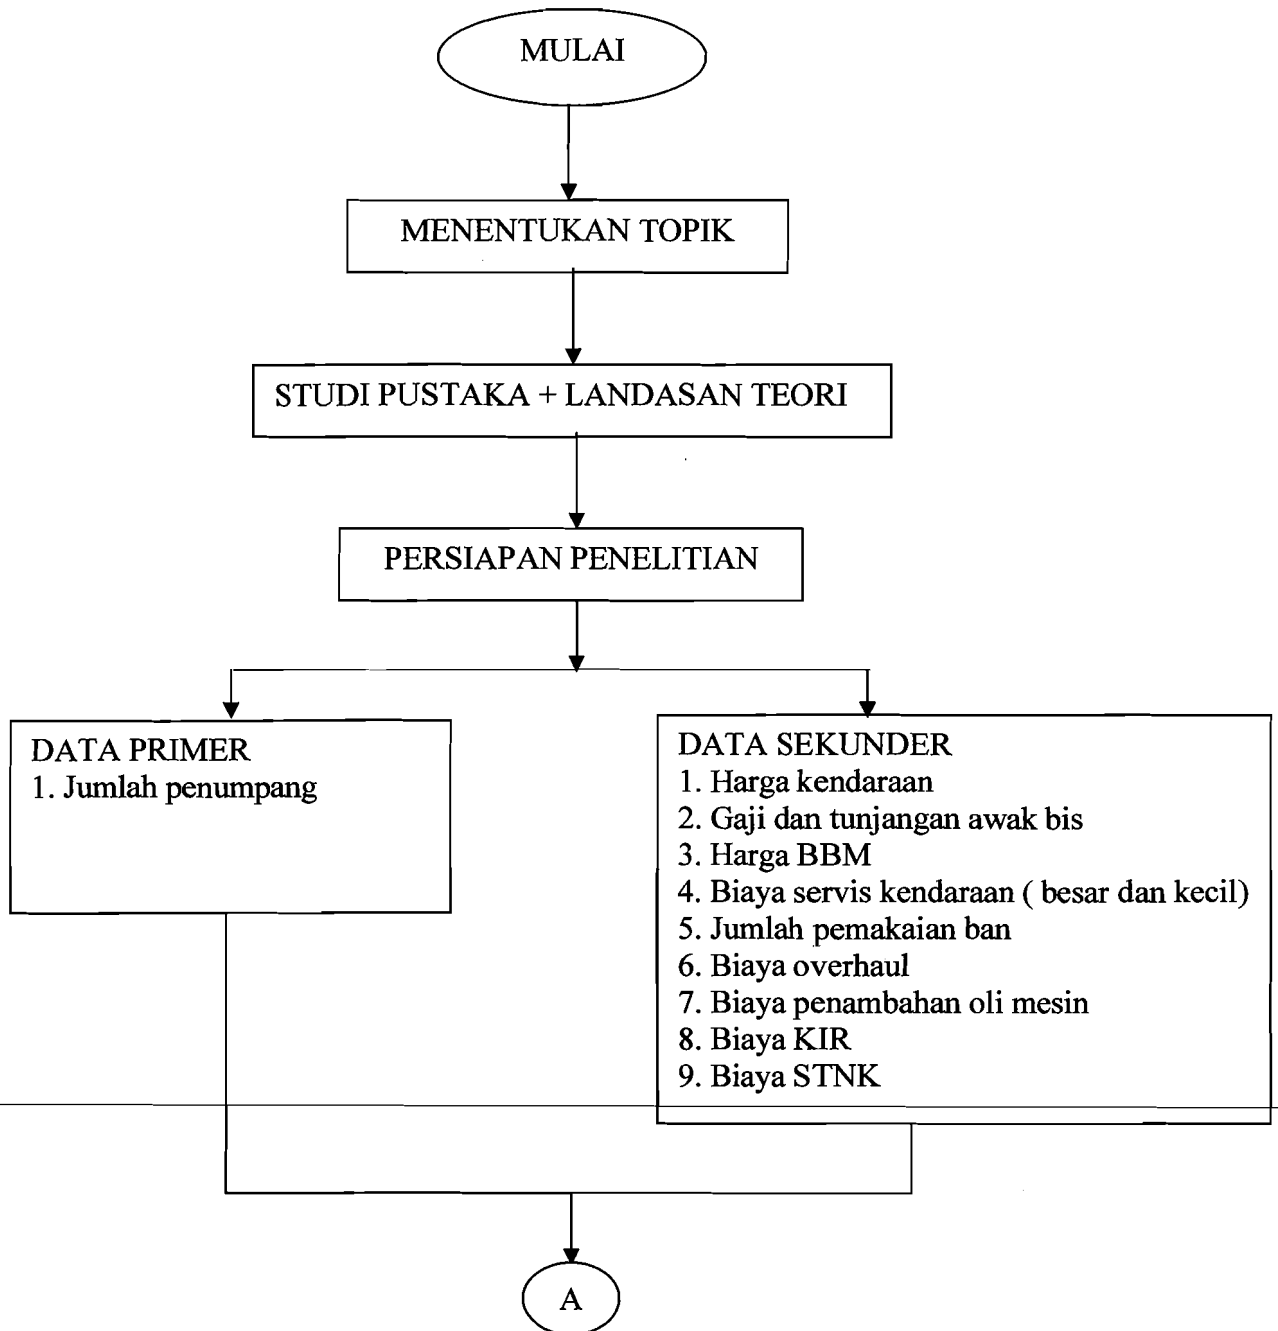 MULAI
MENENTUKAN TOPIK
STUDI PUSTAKA + LANDASAN TEORI
PERSIAPAN PENELITIAN
DATA PRIMER
1. Jumlah penumpang
DATA SEKUNDER
1. Harga kendaraan
2. Gaji dan tunjangan awak bis
3. Harga BBM
4. Biaya servis kendaraan ( besar dan kecil)
5. Jumlah pemakaian ban
6. Biaya overhaul
7. Biaya penambahan oli mesin
8. Biaya KIR
9. Biaya STNK
A